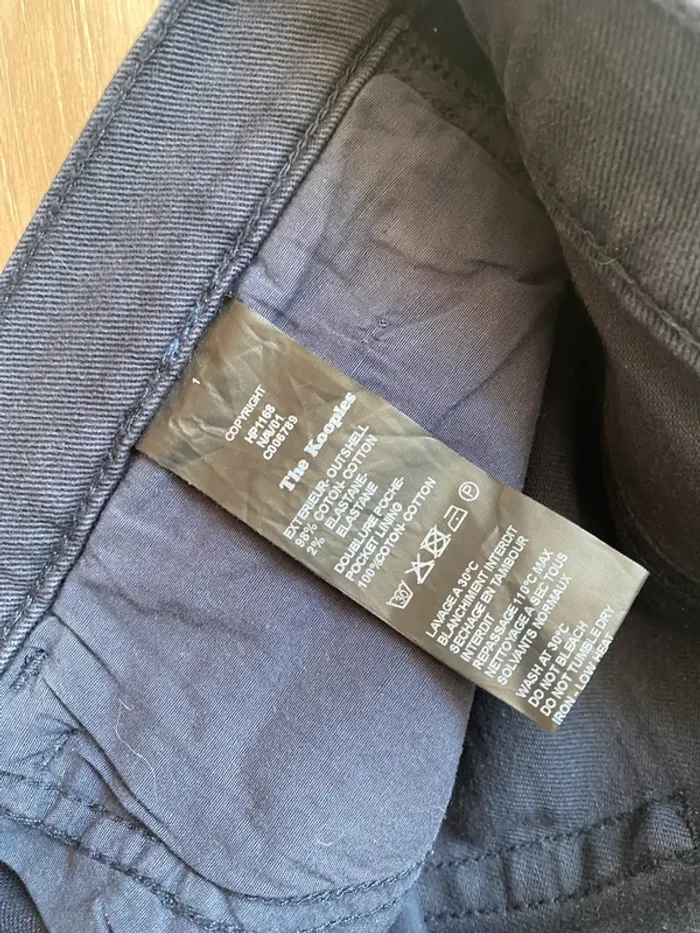 1
COPYRIGHT
HP1168
NAV01
C006789
The Kooples
EXTERIEUR- OUTSHELL
98% COTON- COTTON
2% ELASTANE
ELASTANE
DOUBLURE POCHE-
POCKET LINING
100%COTON-COTTON
30°
P
LAVAGE A 30°C
BLANCHIMENT INTERDIT
SECHAGE EN TAMBOUR
INTERDIT
REPASSAGE 110°C MAX
NETTOYAGE A SEC TOUS
SOLVANTS NORMAUX
WASH AT 30°C
DO NOT BLEACH
DO NOT TUMBLE DRY
IRON - LOW HEAT